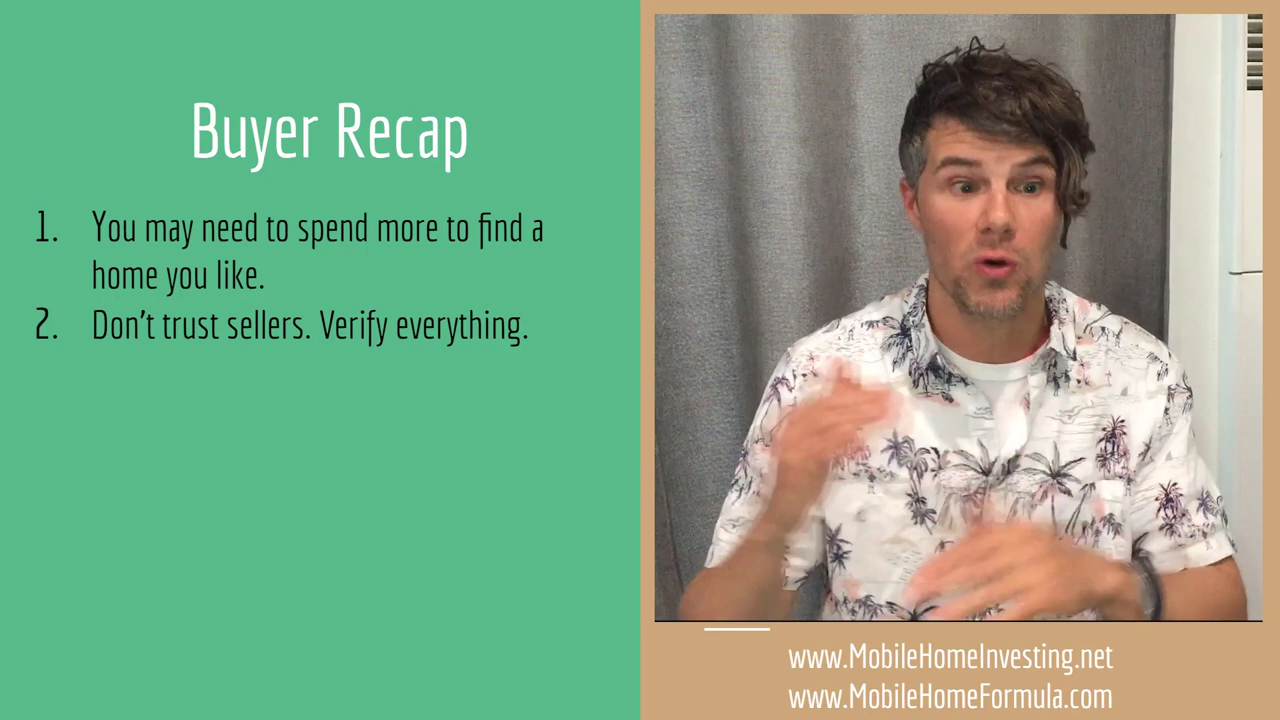 Buyer Recap
1. You may need to spend more to find a
home you like.
2. Don't trust sellers. Verify everything.
www.MobileHomeInvesting.net
www.MobileHomeFormula.com